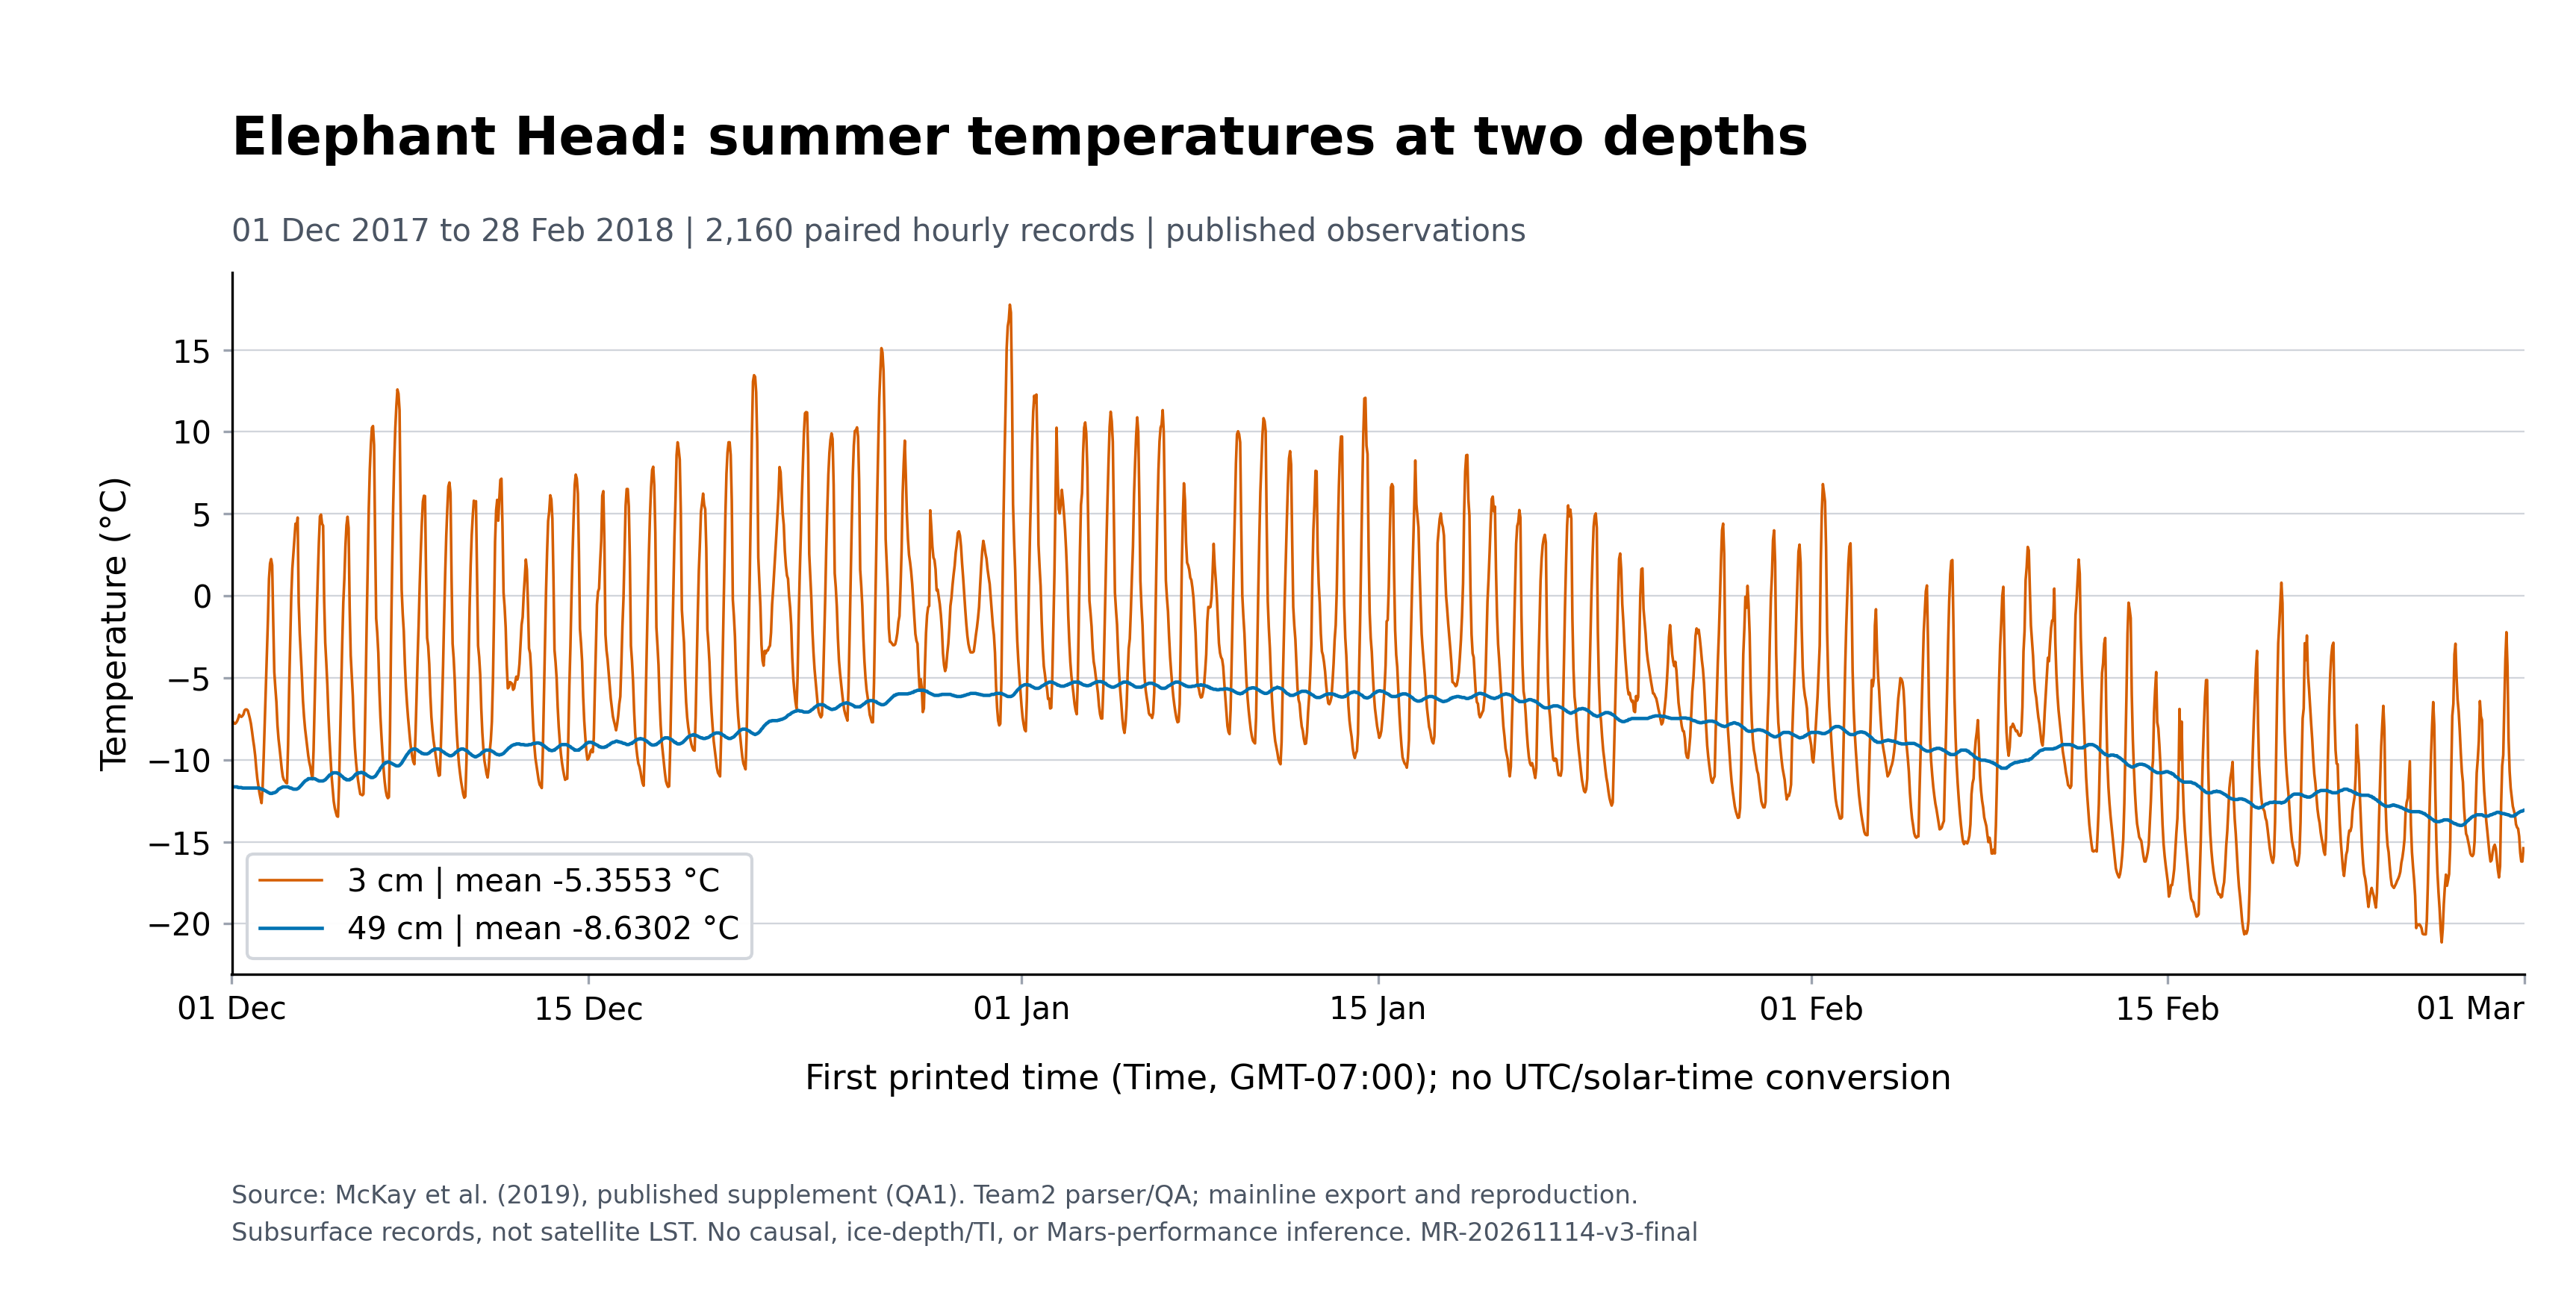 Elephant Head: summer temperatures at two depths
01 Dec 2017 to 28 Feb 2018 | 2,160 paired hourly records | published observations
Temperature (°C)
15
10
5
0
−5
−10
−15
−20
3 cm | mean -5.3553 °C
49 cm | mean -8.6302 °C
01 Dec
15 Dec
01 Jan
15 Jan
01 Feb
15 Feb
01 Mar
First printed time (Time, GMT-07:00); no UTC/solar-time conversion
Source: McKay et al. (2019), published supplement (QA1). Team2 parser/QA; mainline export and reproduction.
Subsurface records, not satellite LST. No causal, ice-depth/TI, or Mars-performance inference. MR-20261114-v3-final